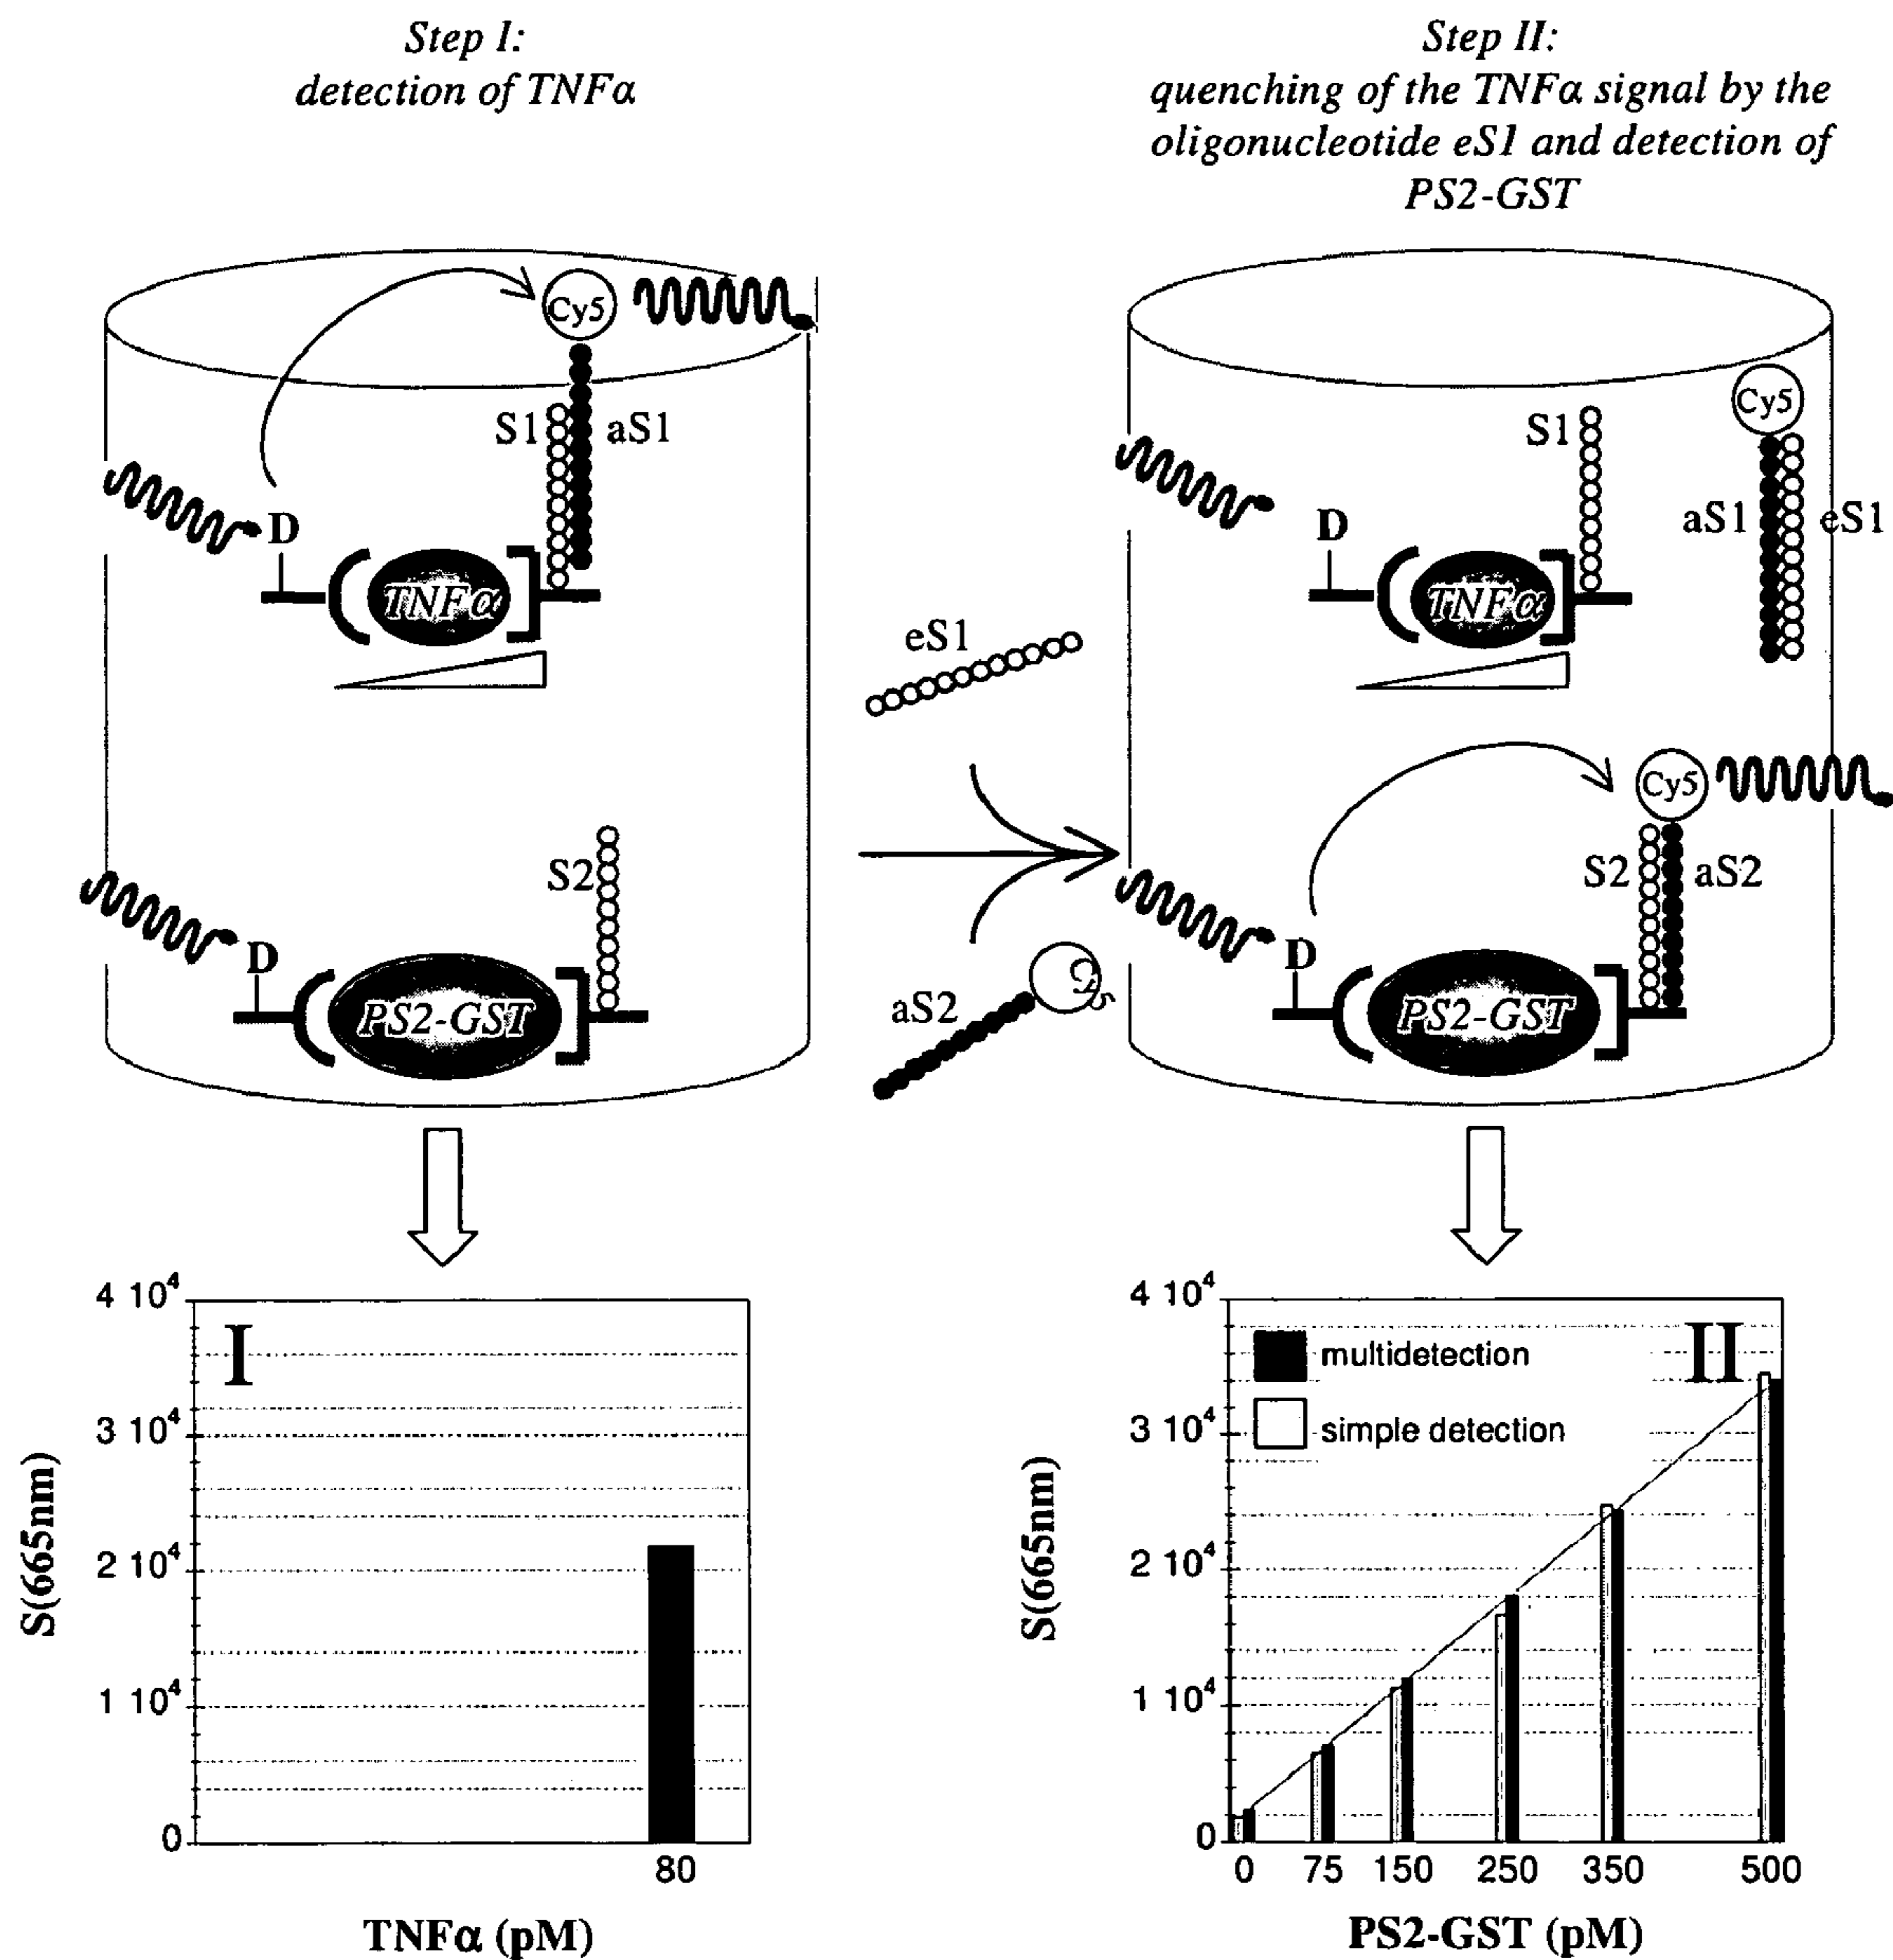 Step I:
detection of TNFα
Step II:
quenching of the TNFα signal by the
oligonucleotide eS1 and detection of
PS2-GST
Cy5
S1
aS1
D
TNFα
S2
D
PS2-GST
eS1
aS2
Cy5
Cy5
S1
aS1
eS1
D
TNFα
Cy5
S2
aS2
D
PS2-GST
I
4 10⁴
3 10⁴
2 10⁴
1 10⁴
0
S(665nm)
80
TNFα (pM)
II
multidetection
simple detection
4 10⁴
3 10⁴
2 10⁴
1 10⁴
0
S(665nm)
0 75 150 250 350 500
PS2-GST (pM)